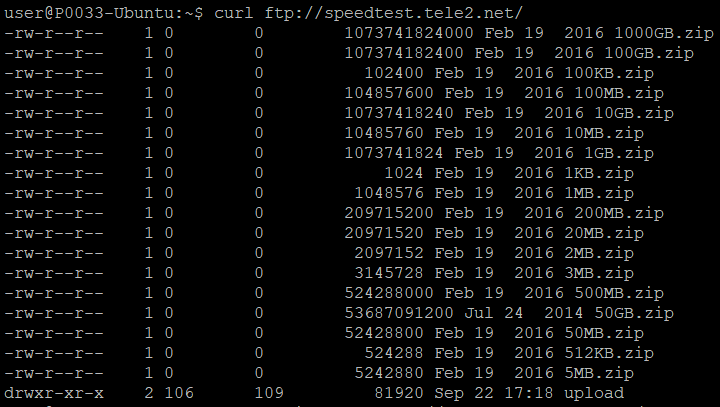 user@P0033-Ubuntu:~$ curl ftp://speedtest.tele2.net/
-rw-r--r-- 1 0 0 1073741824000 Feb 19 2016 1000GB.zip
-rw-r--r-- 1 0 0 107374182400 Feb 19 2016 100GB.zip
-rw-r--r-- 1 0 0 102400 Feb 19 2016 100KB.zip
-rw-r--r-- 1 0 0 104857600 Feb 19 2016 100MB.zip
-rw-r--r-- 1 0 0 10737418240 Feb 19 2016 10GB.zip
-rw-r--r-- 1 0 0 10485760 Feb 19 2016 10MB.zip
-rw-r--r-- 1 0 0 1073741824 Feb 19 2016 1GB.zip
-rw-r--r-- 1 0 0 1024 Feb 19 2016 1KB.zip
-rw-r--r-- 1 0 0 1048576 Feb 19 2016 1MB.zip
-rw-r--r-- 1 0 0 209715200 Feb 19 2016 200MB.zip
-rw-r--r-- 1 0 0 20971520 Feb 19 2016 20MB.zip
-rw-r--r-- 1 0 0 2097152 Feb 19 2016 2MB.zip
-rw-r--r-- 1 0 0 3145728 Feb 19 2016 3MB.zip
-rw-r--r-- 1 0 0 524288000 Feb 19 2016 500MB.zip
-rw-r--r-- 1 0 0 53687091200 Jul 24 2014 50GB.zip
-rw-r--r-- 1 0 0 52428800 Feb 19 2016 50MB.zip
-rw-r--r-- 1 0 0 524288 Feb 19 2016 512KB.zip
-rw-r--r-- 1 0 0 5242880 Feb 19 2016 5MB.zip
drwxr-xr-x 2 106 109 81920 Sep 22 17:18 upload